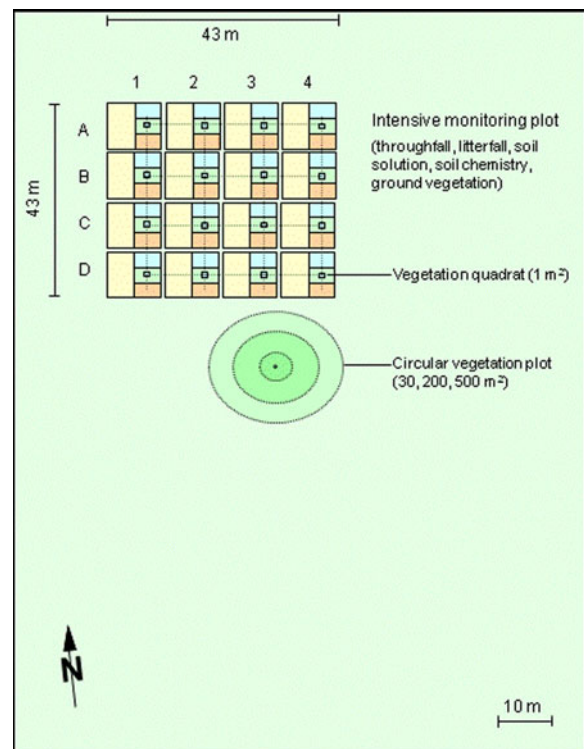 43 m
1 2 3 4
A
Intensive monitoring plot
(throughfall, litterfall, soil
solution, soil chemistry,
ground vegetation)
B
43 m
C
D
Vegetation quadrat (1 m²)
Circular vegetation plot
(30, 200, 500 m²)
N
10 m